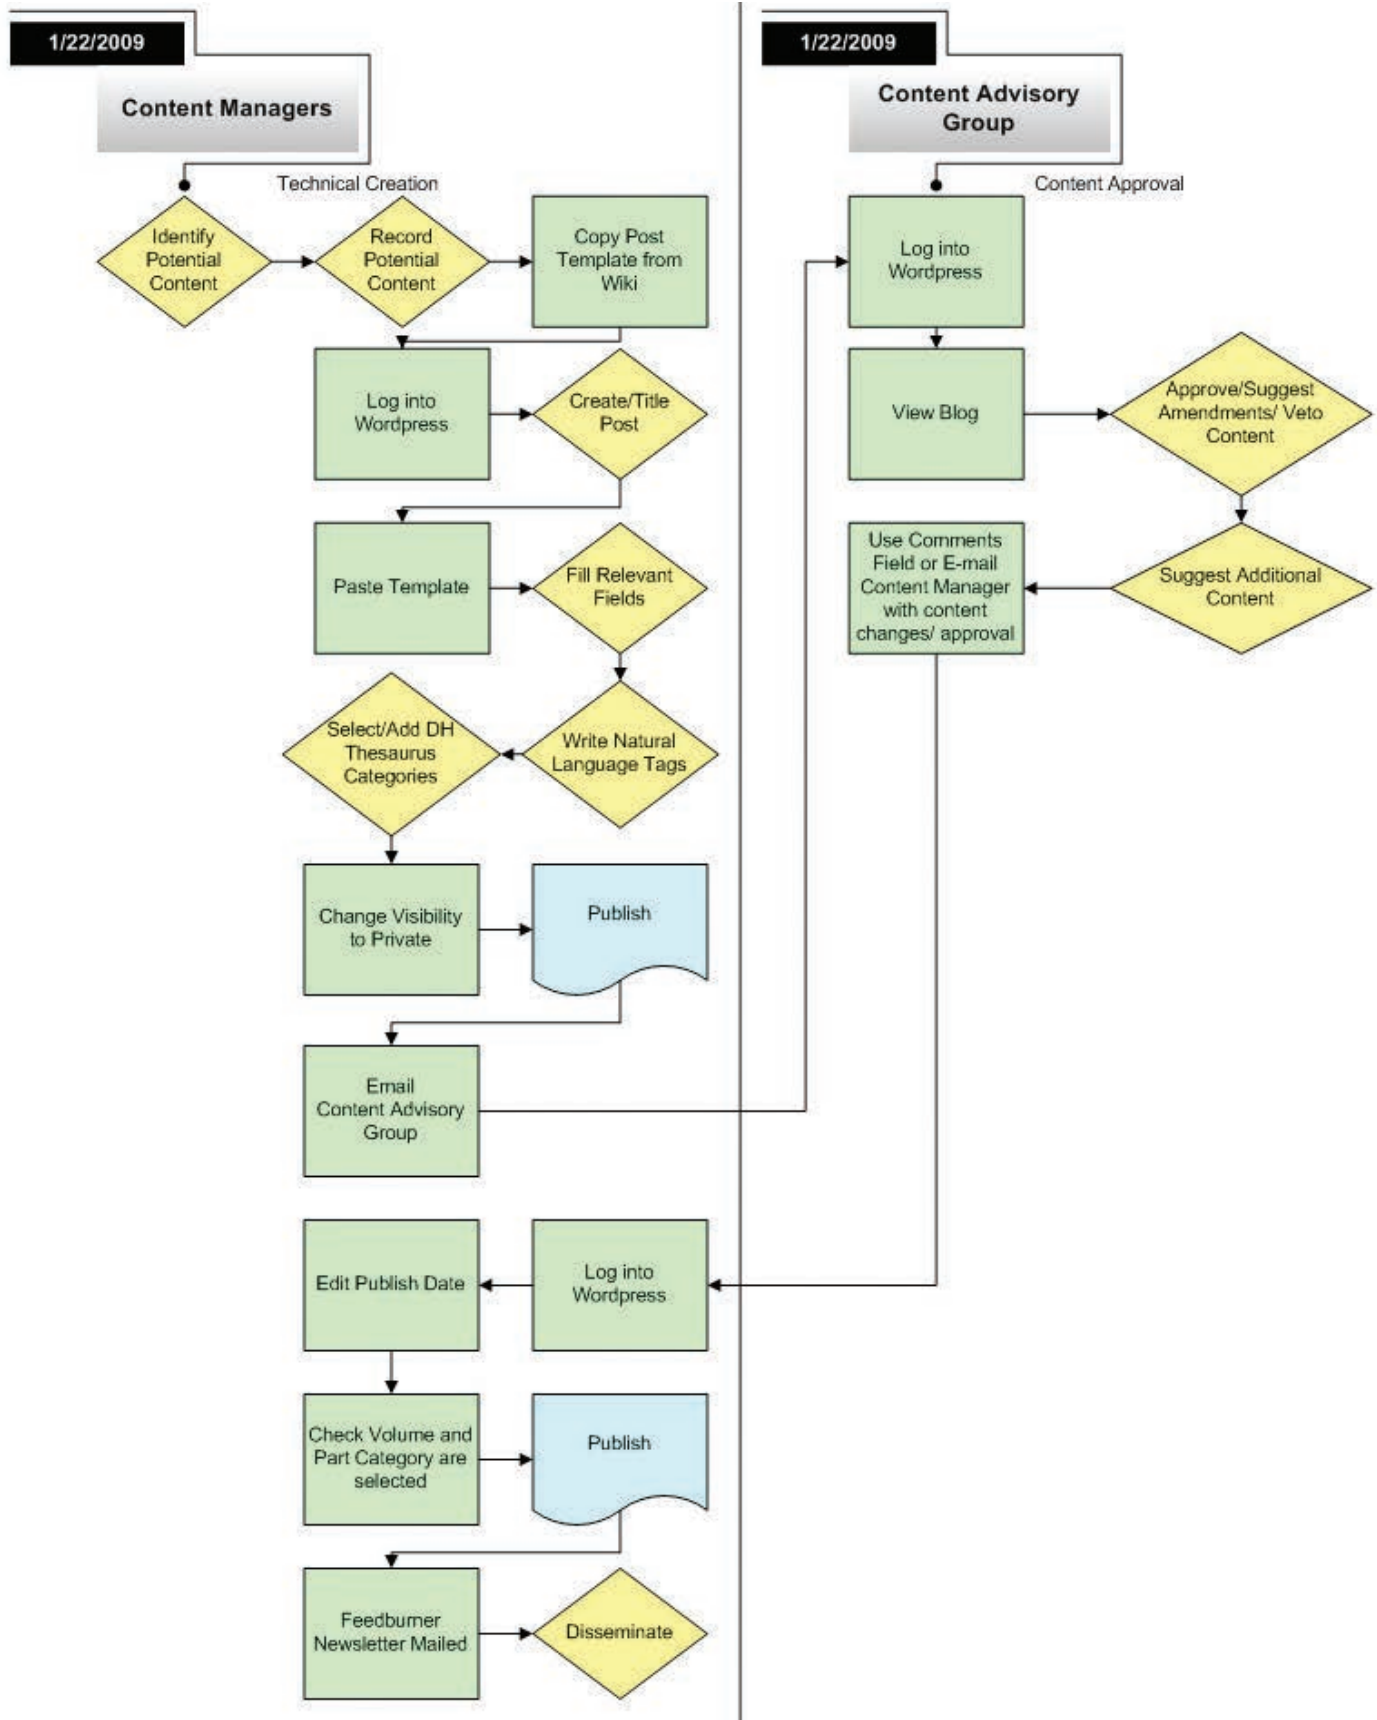 1/22/2009
Content Managers
Technical Creation
Identify
Potential
Content
Record
Potential
Content
Copy Post
Template from
Wiki
Log into
Wordpress
Create/Title
Post
Paste Template
Fill Relevant
Fields
Select/Add DH
Thesaurus
Categories
Write Natural
Language Tags
Change Visibility
to Private
Publish
Email
Content Advisory
Group
Edit Publish Date
Log into
Wordpress
Check Volume and
Part Category are
selected
Publish
Feedburner
Newsletter Mailed
Disseminate
1/22/2009
Content Advisory
Group
Content Approval
Log into
Wordpress
View Blog
Approve/Suggest
Amendments/ Veto
Content
Use Comments
Field or E-mail
Content Manager
with content
changes/ approval
Suggest Additional
Content